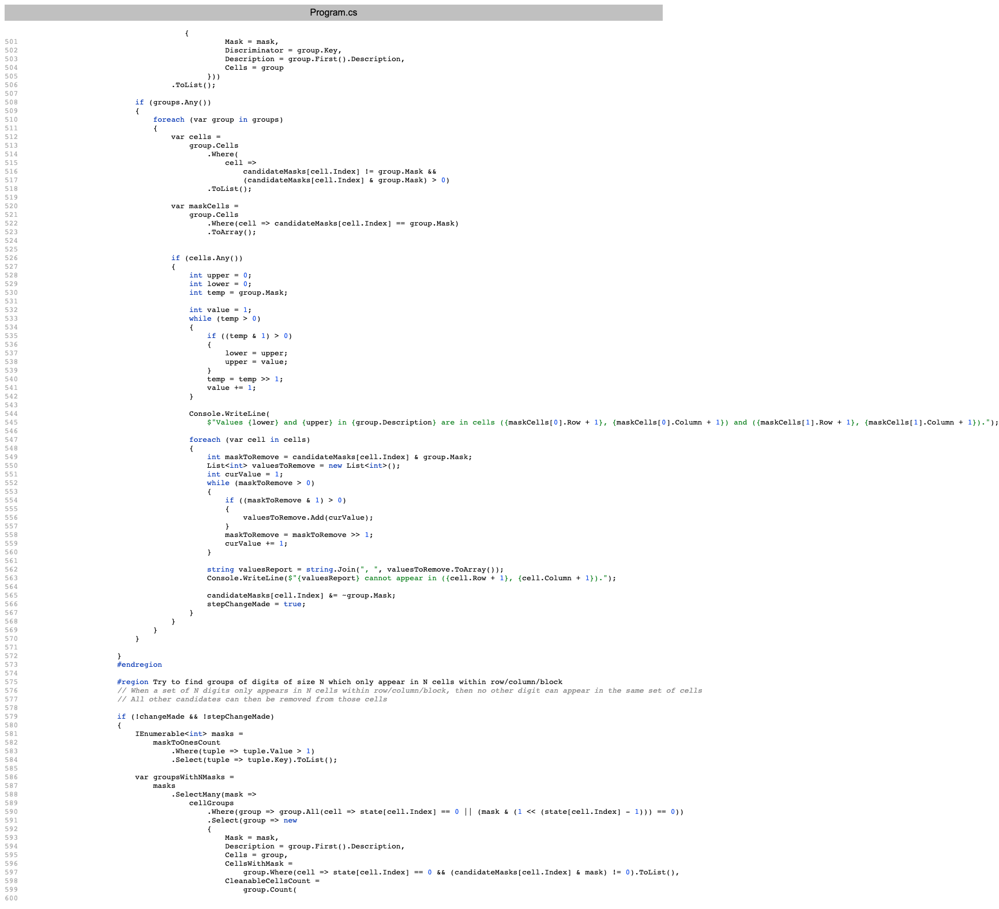 Program.cs
{
501 Mask = mask,
502 Discriminator = group.Key,
503 Description = group.First().Description,
504 Cells = group
505 }))
506 .ToList();
507
508 if (groups.Any())
509 {
510 foreach (var group in groups)
511 {
512 var cells =
513 group.Cells
514 .Where(
515 cell =>
516 candidateMasks[cell.Index] != group.Mask &&
517 (candidateMasks[cell.Index] & group.Mask) > 0)
518 .ToList();
519
520 var maskCells =
521 group.Cells
522 .Where(cell => candidateMasks[cell.Index] == group.Mask)
523 .ToArray();
524
525
526 if (cells.Any())
527 {
528 int upper = 0;
529 int lower = 0;
530 int temp = group.Mask;
531
532 int value = 1;
533 while (temp > 0)
534 {
535 if ((temp & 1) > 0)
536 {
537 lower = upper;
538 upper = value;
539 }
540 temp = temp >> 1;
541 value += 1;
542 }
543
544 Console.WriteLine(
545 $"Values {lower} and {upper} in {group.Description} are in cells ({maskCells[0].Row + 1}, {maskCells[0].Column + 1}) and ({maskCells[1].Row + 1}, {maskCells[1].Column + 1}).");
546
547 foreach (var cell in cells)
548 {
549 int maskToRemove = candidateMasks[cell.Index] & group.Mask;
550 List<int> valuesToRemove = new List<int>();
551 int curValue = 1;
552 while (maskToRemove > 0)
553 {
554 if ((maskToRemove & 1) > 0)
555 {
556 valuesToRemove.Add(curValue);
557 }
558 maskToRemove = maskToRemove >> 1;
559 curValue += 1;
560 }
561
562 string valuesReport = string.Join(", ", valuesToRemove.ToArray());
563 Console.WriteLine($"{valuesReport} cannot appear in ({cell.Row + 1}, {cell.Column + 1}).");
564
565 candidateMasks[cell.Index] &= ~group.Mask;
566 stepChangeMade = true;
567 }
568 }
569 }
570 }
571
572 }
573 #endregion
574
575 #region Try to find groups of digits of size N which only appear in N cells within row/column/block
576 // When a set of N digits only appears in N cells within row/column/block, then no other digit can appear in the same set of cells
577 // All other candidates can then be removed from those cells
578
579 if (!changeMade && !stepChangeMade)
580 {
581 IEnumerable<int> masks =
582 maskToOnesCount
583 .Where(tuple => tuple.Value > 1)
584 .Select(tuple => tuple.Key).ToList();
585
586 var groupsWithNMasks =
587 masks
588 .SelectMany(mask =>
589 cellGroups
590 .Where(group => group.All(cell => state[cell.Index] == 0 || (mask & (1 << (state[cell.Index] - 1))) == 0))
591 .Select(group => new
592 {
593 Mask = mask,
594 Description = group.First().Description,
595 Cells = group,
596 CellsWithMask =
597 group.Where(cell => state[cell.Index] == 0 && (candidateMasks[cell.Index] & mask) != 0).ToList(),
598 CleanableCellsCount =
599 group.Count(
600